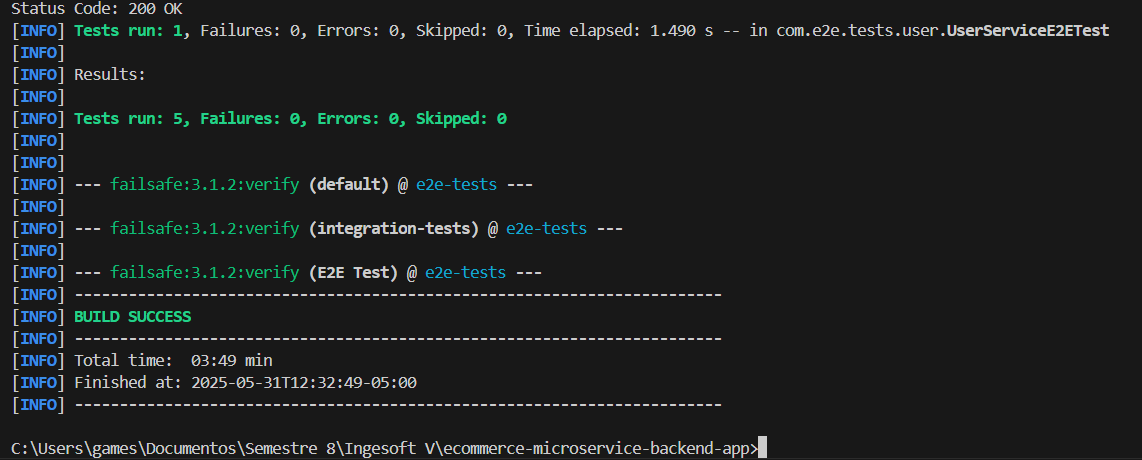 Status Code: 200 OK
[INFO] Tests run: 1, Failures: 0, Errors: 0, Skipped: 0, Time elapsed: 1.490 s -- in com.e2e.tests.user.UserServiceE2ETest
[INFO]
[INFO] Results:
[INFO]
[INFO] Tests run: 5, Failures: 0, Errors: 0, Skipped: 0
[INFO]
[INFO]
[INFO] --- failsafe:3.1.2:verify (default) @ e2e-tests ---
[INFO]
[INFO] --- failsafe:3.1.2:verify (integration-tests) @ e2e-tests ---
[INFO]
[INFO] --- failsafe:3.1.2:verify (E2E Test) @ e2e-tests ---
[INFO] ------------------------------------------------------------------------
[INFO] BUILD SUCCESS
[INFO] ------------------------------------------------------------------------
[INFO] Total time:  03:49 min
[INFO] Finished at: 2025-05-31T12:32:49-05:00
[INFO] ------------------------------------------------------------------------
C:\Users\games\Documentos\Semestre 8\Ingesoft V\ecommerce-microservice-backend-app>